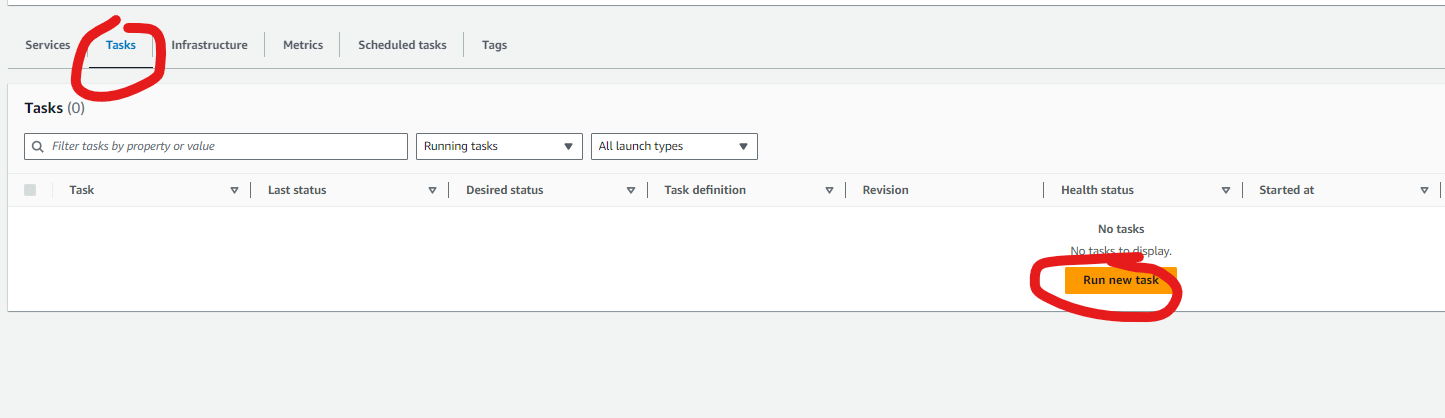 Services Tasks Infrastructure Metrics Scheduled tasks Tags
Tasks (0)
Filter tasks by property or value Running tasks All launch types
Task Last status Desired status Task definition Revision Health status Started at
No tasks
No tasks to display.
Run new task